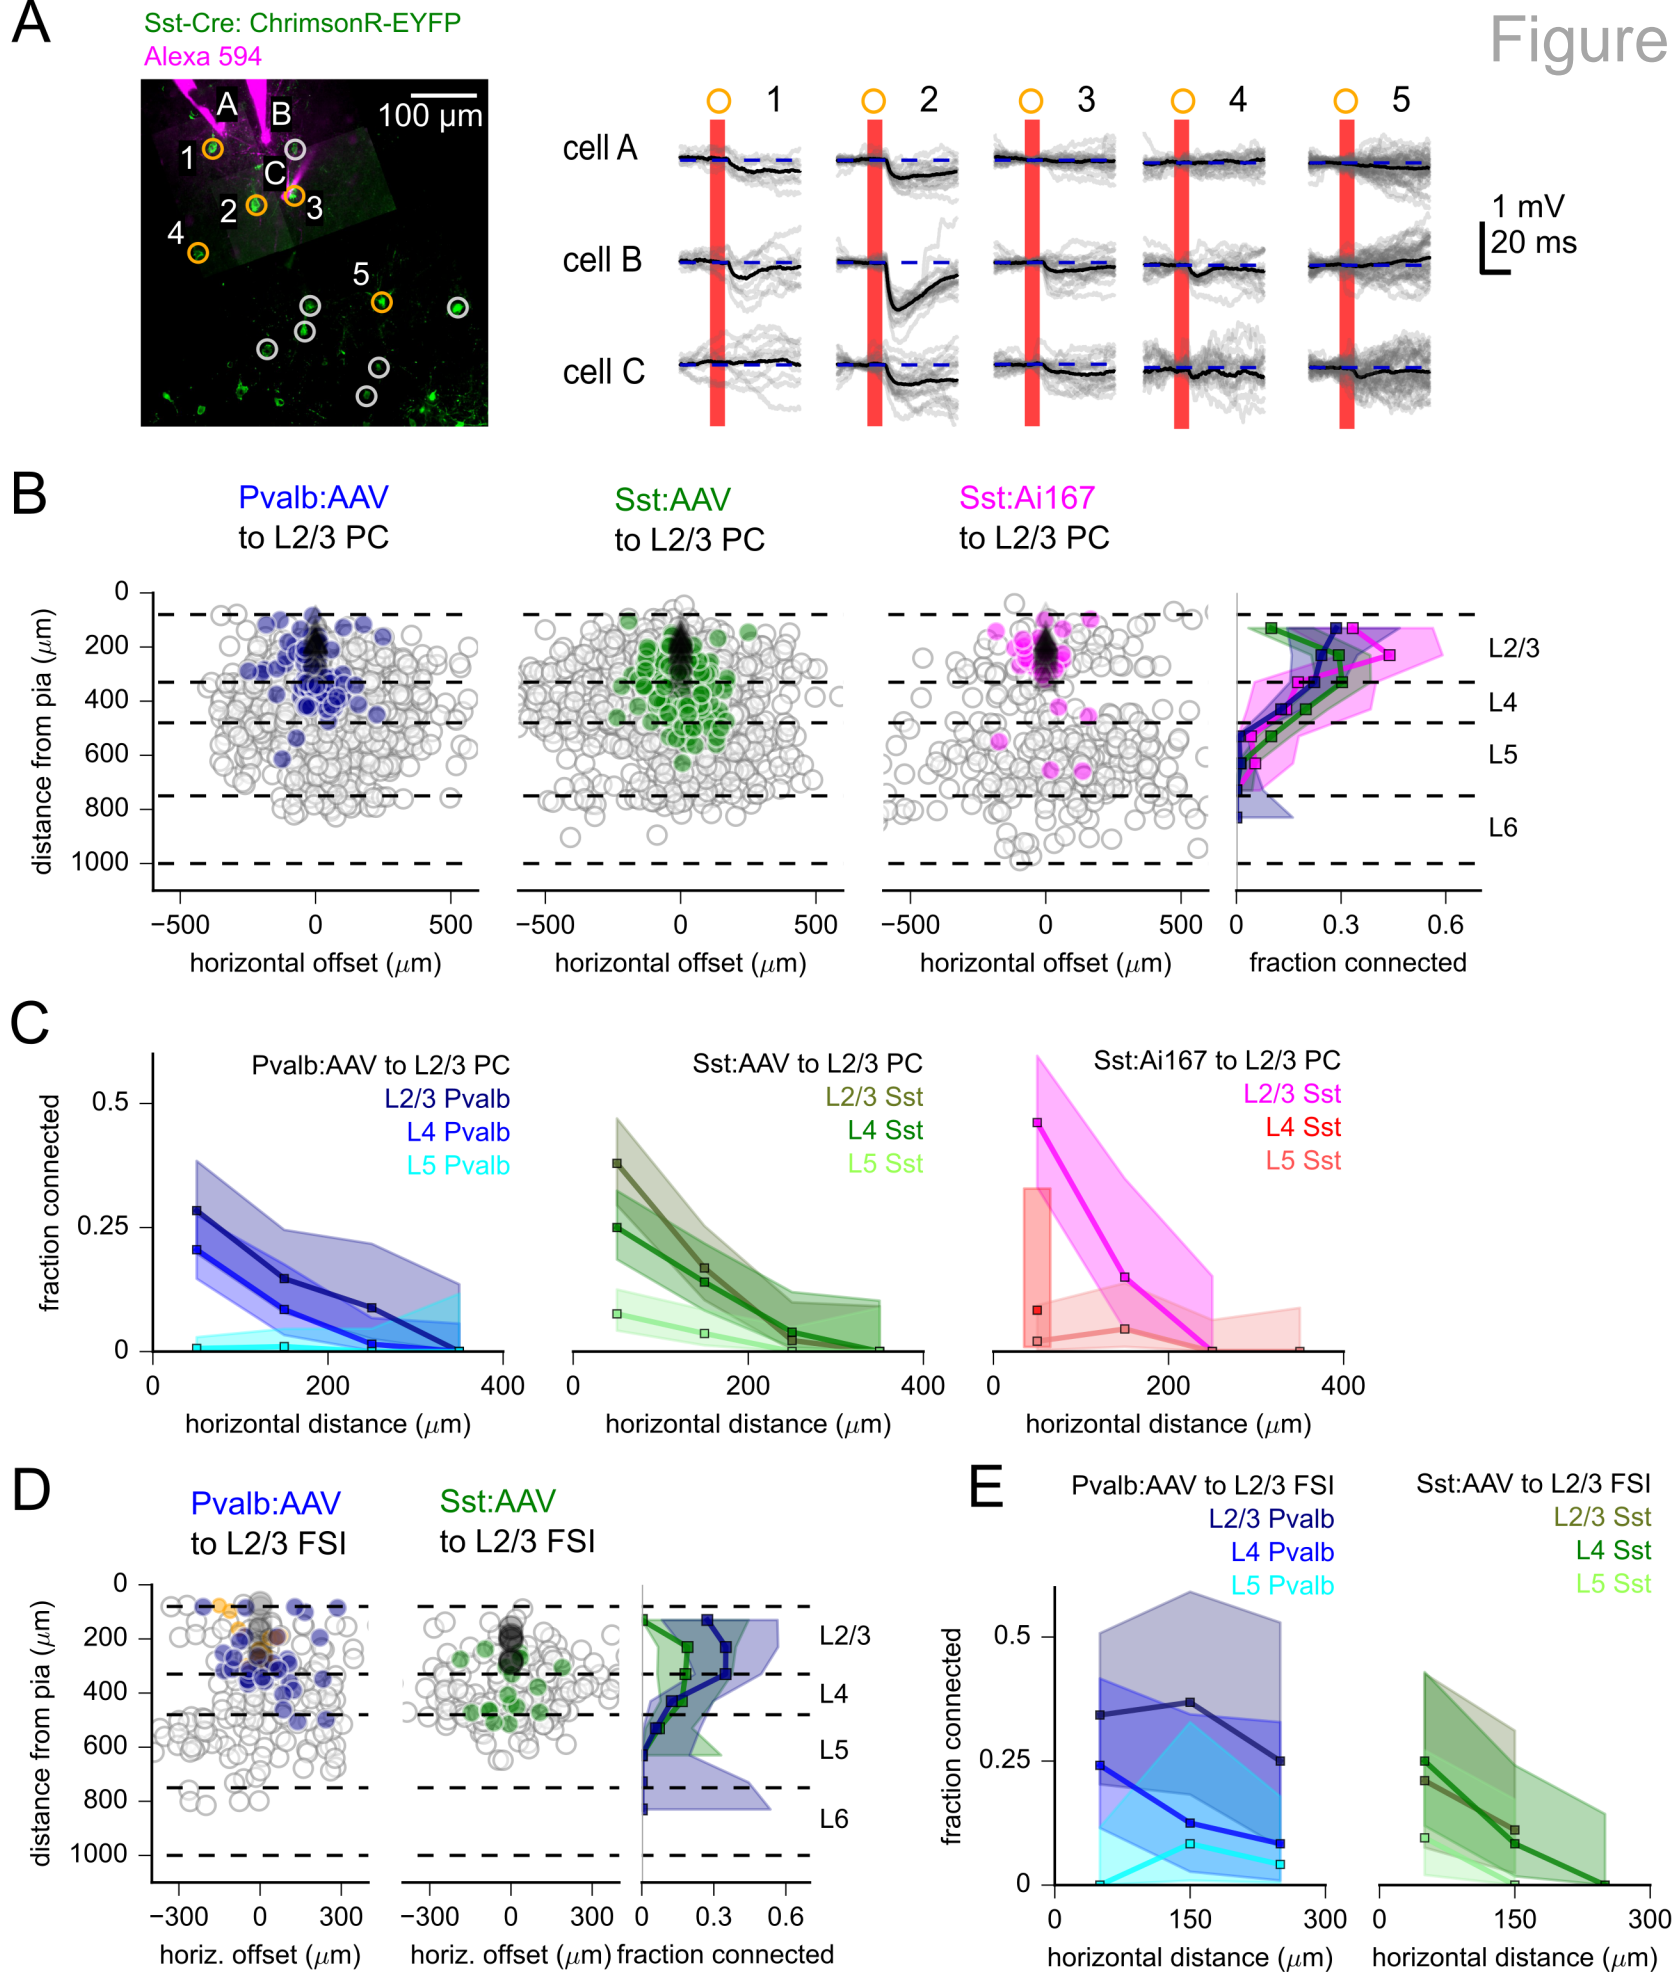 A
Sst-Cre: ChrimsonR-EYFP
Alexa 594
Figure
A
B
100 µm
1
C
2
3
4
5
1 2 3 4 5
cell A
cell B
cell C
1 mV
20 ms
B
Pvalb:AAV
to L2/3 PC
Sst:AAV
to L2/3 PC
Sst:Ai167
to L2/3 PC
distance from pia (µm)
0
200
400
600
800
1000
L2/3
L4
L5
L6
−500 0 500
−500 0 500
−500 0 500
0 0.3 0.6
horizontal offset (µm)
horizontal offset (µm)
horizontal offset (µm)
fraction connected
C
Pvalb:AAV to L2/3 PC
L2/3 Pvalb
L4 Pvalb
L5 Pvalb
Sst:AAV to L2/3 PC
L2/3 Sst
L4 Sst
L5 Sst
Sst:Ai167 to L2/3 PC
L2/3 Sst
L4 Sst
L5 Sst
fraction connected
0.5
0.25
0
0 200 400
0 200 400
0 200 400
horizontal distance (µm)
horizontal distance (µm)
horizontal distance (µm)
D
Pvalb:AAV
to L2/3 FSI
Sst:AAV
to L2/3 FSI
distance from pia (µm)
0
200
400
600
800
1000
L2/3
L4
L5
L6
−300 0 300
−300 0 300
0 0.3 0.6
horiz. offset (µm)
horiz. offset (µm)
fraction connected
E
Pvalb:AAV to L2/3 FSI
L2/3 Pvalb
L4 Pvalb
L5 Pvalb
Sst:AAV to L2/3 FSI
L2/3 Sst
L4 Sst
L5 Sst
fraction connected
0.5
0.25
0
0 150 300
0 150 300
horizontal distance (µm)
horizontal distance (µm)